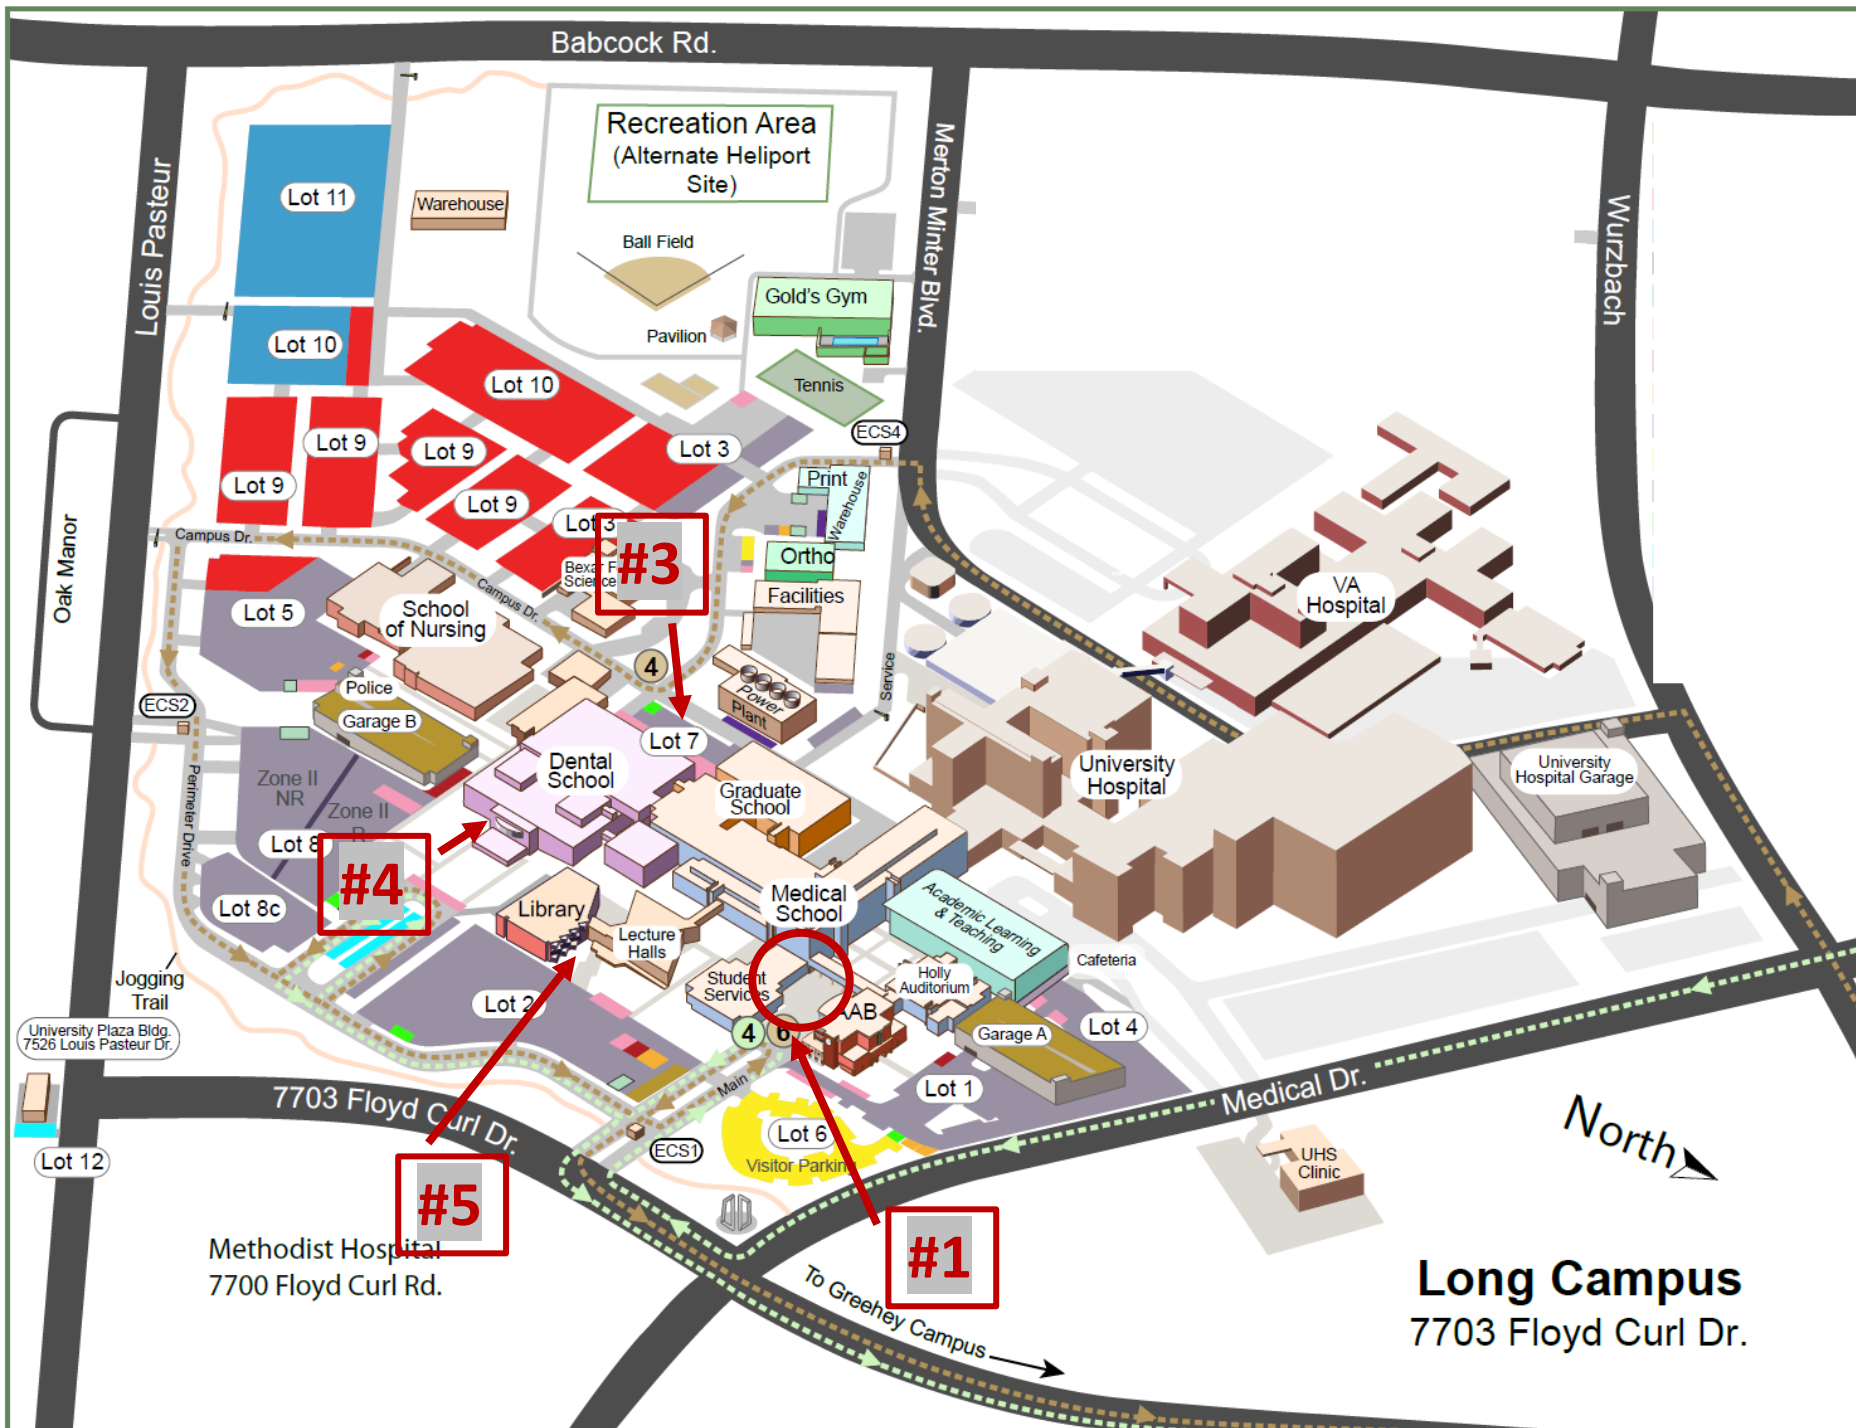 Babcock Rd.
Louis Pasteur
Merton Minter Blvd.
Wurzbach
Recreation Area
(Alternate Heliport
Site)
Lot 11
Warehouse
Ball Field
Gold's Gym
Pavilion
Lot 10
Lot 10
Tennis
ECS4
Lot 9
Lot 9
Lot 9
Lot 9
Lot 3
Lot 3
Print
Warehouse
#3
Ortho
Campus Dr.
Campus Dr.
Bexar F
Science
Facilities
VA
Hospital
Oak Manor
Lot 5
School
of Nursing
4
Service
Police
Power
Plant
ECS2
Garage B
Lot 7
Dental
School
Graduate
School
University
Hospital
University
Hospital Garage
Zone II
NR
Zone II
Perimeter Drive
Lot 8
#4
Lot 8c
Library
Medical
School
Academic Learning
& Teaching
Lecture
Halls
Cafeteria
Jogging
Trail
Student
Services
Holly
Auditorium
Lot 2
AAB
4
6
Garage A
Lot 4
University Plaza Bldg.
7526 Louis Pasteur Dr.
Main
Lot 1
Medical Dr.
7703 Floyd Curl Dr.
Lot 6
Visitor Parking
ECS1
Lot 12
UHS
Clinic
North
#5
#1
Methodist Hospital
7700 Floyd Curl Rd.
To Greehey Campus
Long Campus
7703 Floyd Curl Dr.